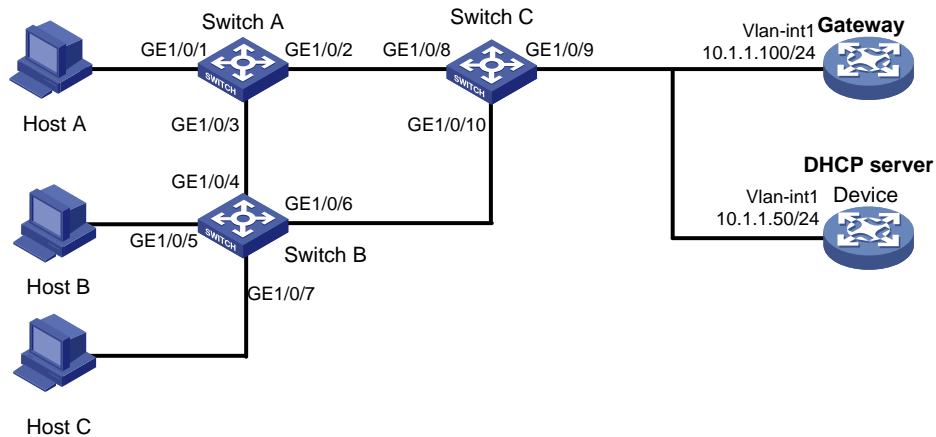 Switch A
Switch C
Vlan-int1 Gateway
10.1.1.100/24
GE1/0/1
GE1/0/2
GE1/0/8
GE1/0/9
SWITCH
SWITCH
Host A
GE1/0/3
GE1/0/10
DHCP server
Vlan-int1 Device
10.1.1.50/24
GE1/0/4
GE1/0/6
GE1/0/5
SWITCH
Switch B
Host B
GE1/0/7
Host C